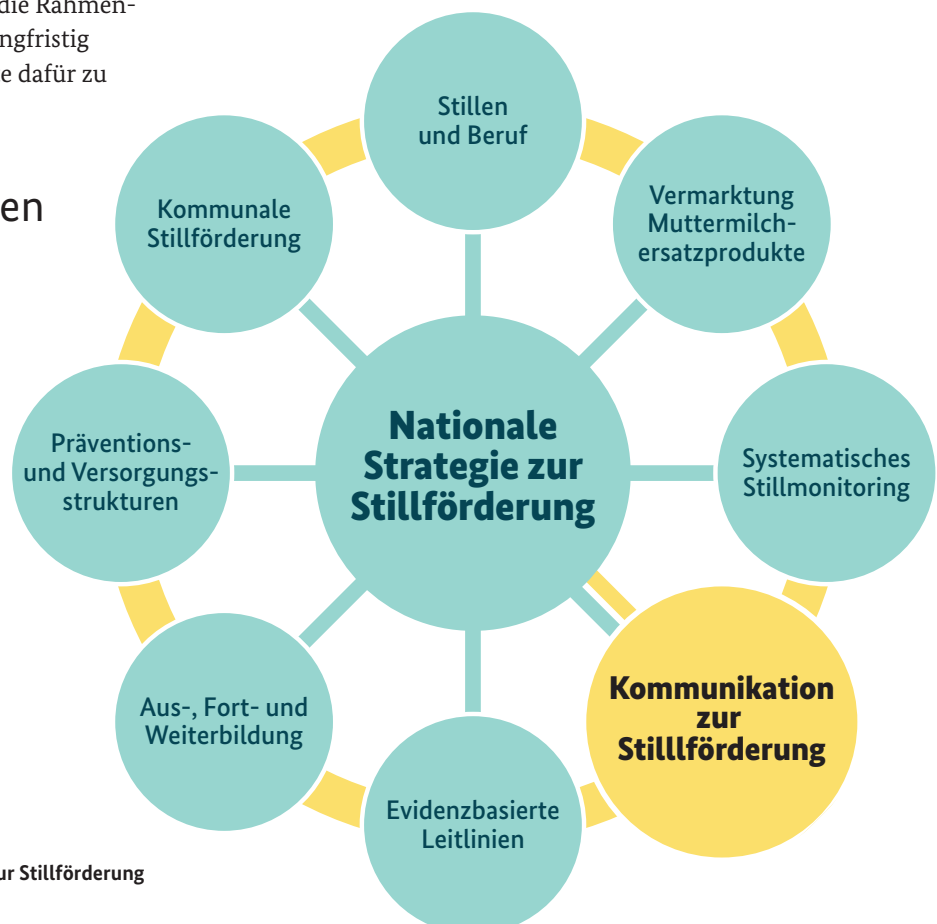 die Rahmen-
ngfristig
e dafür zu
en
Stillen
und Beruf
Vermarktung
Muttermilch-
ersatzprodukte
Systematisches
Stillmonitoring
Kommunikation
zur
Stilllförderung
Evidenzbasierte
Leitlinien
Aus-, Fort- und
Weiterbildung
Präventions-
und Versorgungs-
strukturen
Kommunale
Stillförderung
Nationale
Strategie zur
Stillförderung
ur Stillförderung